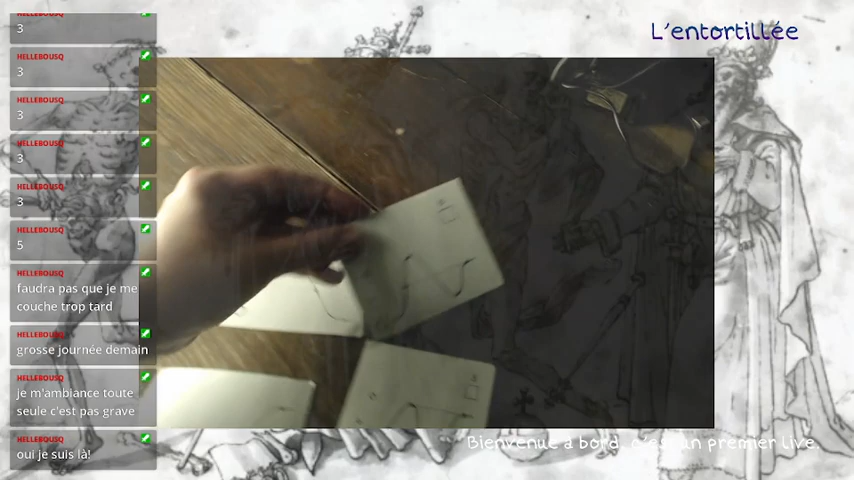 L'entortillée
HELLEBOUSQ
3
HELLEBOUSQ
3
HELLEBOUSQ
3
HELLEBOUSQ
3
HELLEBOUSQ
3
HELLEBOUSQ
5
HELLEBOUSQ
faudra pas que je me
couche trop tard
HELLEBOUSQ
grosse journée demain
HELLEBOUSQ
je m'ambiance toute
seule c'est pas grave
HELLEBOUSQ
oui je suis là!
Bienvenue à bord, c'est un premier live.